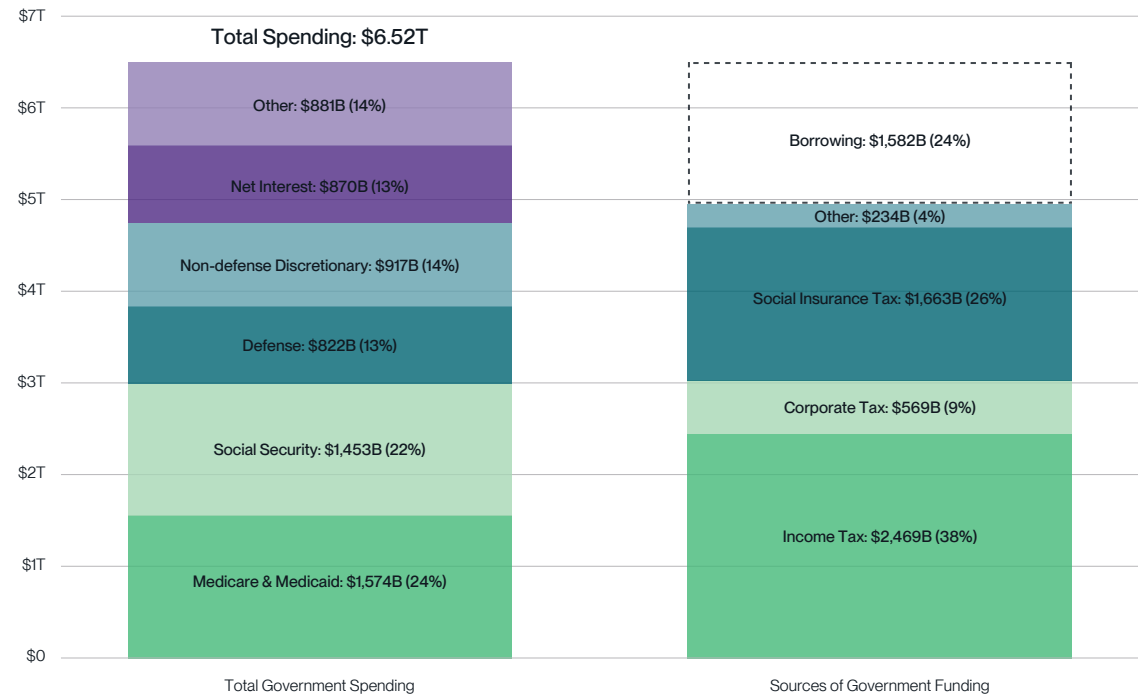 $7T
Total Spending: $6.52T
Other: $881B (14%)
$6T
Borrowing: $1,582B (24%)
Net Interest: $870B (13%)
$5T
Other: $234B (4%)
Non-defense Discretionary: $917B (14%)
$4T
Social Insurance Tax: $1,663B (26%)
Defense: $822B (13%)
$3T
Corporate Tax: $569B (9%)
Social Security: $1,453B (22%)
$2T
Income Tax: $2,469B (38%)
$1T
Medicare & Medicaid: $1,574B (24%)
$0
Total Government Spending
Sources of Government Funding